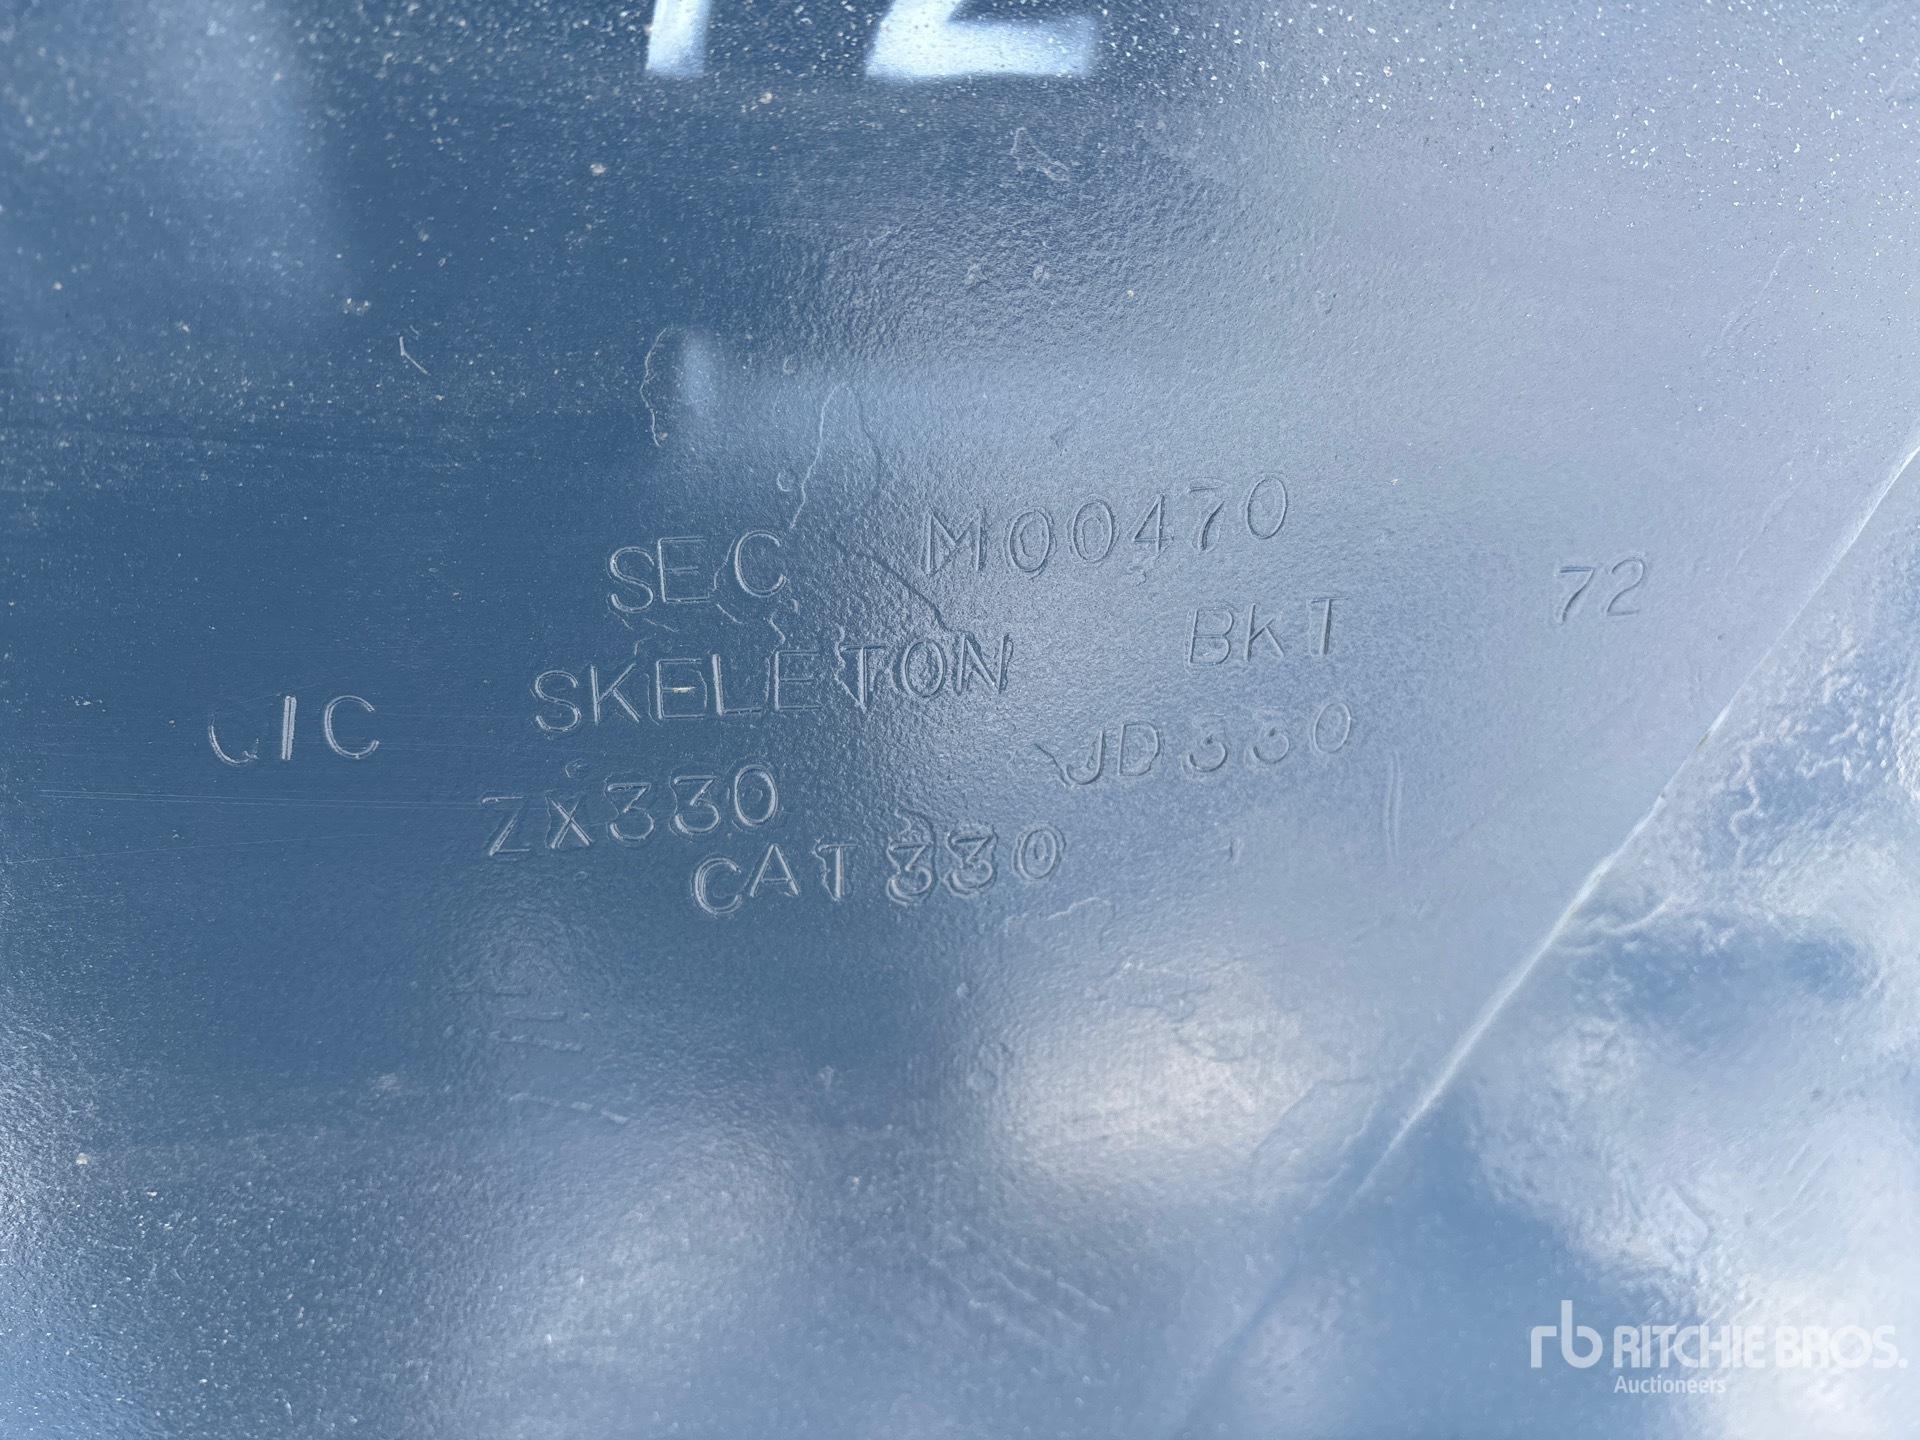 72
SEC M00470
QIC SKELETON BKT 72
ZX330 JD330
CAT330
rb RITCHIE BROS.
Auctioneers